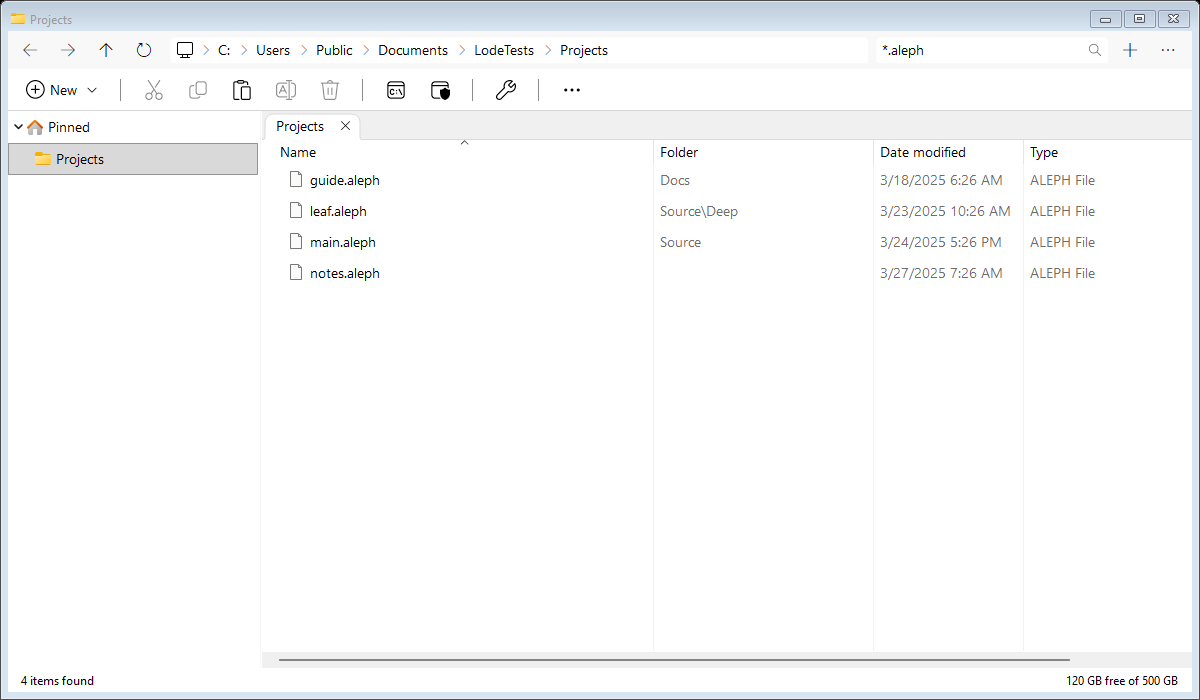 Projects
C: Users Public Documents LodeTests Projects *.aleph
New
Pinned
Projects
Projects
Name Folder Date modified Type
guide.aleph Docs 3/18/2025 6:26 AM ALEPH File
leaf.aleph Source\Deep 3/23/2025 10:26 AM ALEPH File
main.aleph Source 3/24/2025 5:26 PM ALEPH File
notes.aleph 3/27/2025 7:26 AM ALEPH File
4 items found 120 GB free of 500 GB